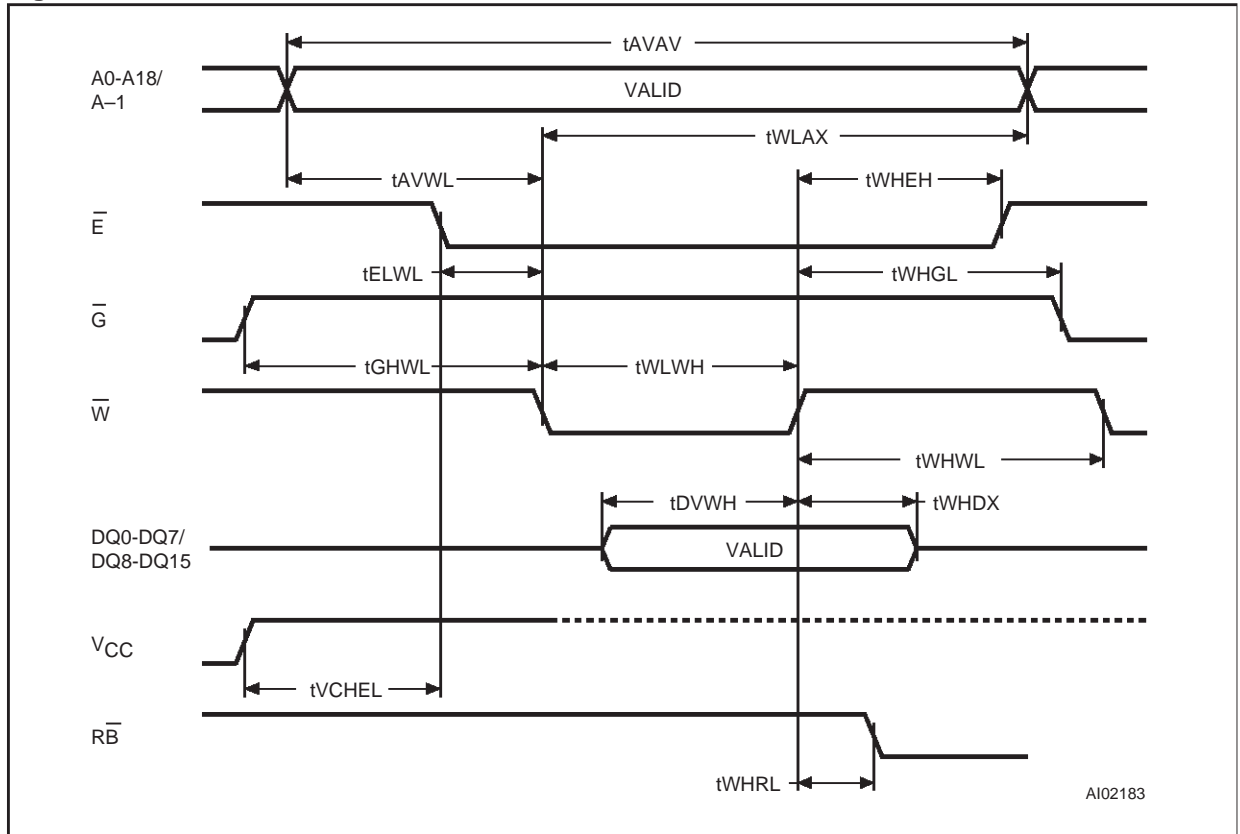 tAVAV
A0-A18/
A–1
VALID
tWLAX
tAVWL
tWHEH
E̅
tELWL
tWHGL
G̅
tGHWL
tWLWH
W̅
tWHWL
tDVWH
tWHDX
DQ0-DQ7/
DQ8-DQ15
VALID
VCC
tVCHEL
RB̅
tWHRL
AI02183